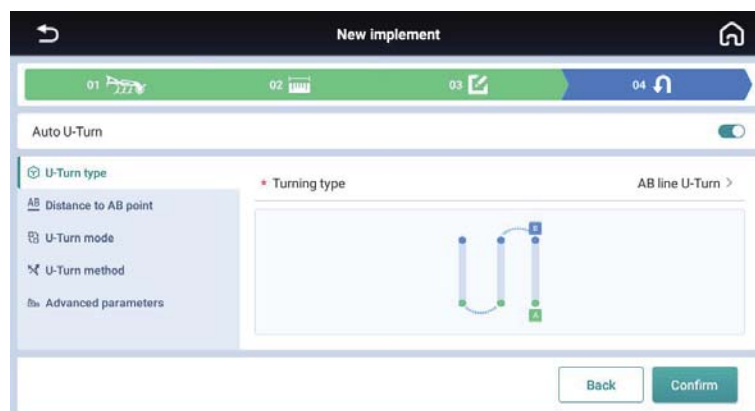 New implement
01
02
03
04
Auto U-Turn
U-Turn type
AB Distance to AB point
U-Turn mode
U-Turn method
Advanced parameters
* Turning type
AB line U-Turn >
B
A
Back
Confirm